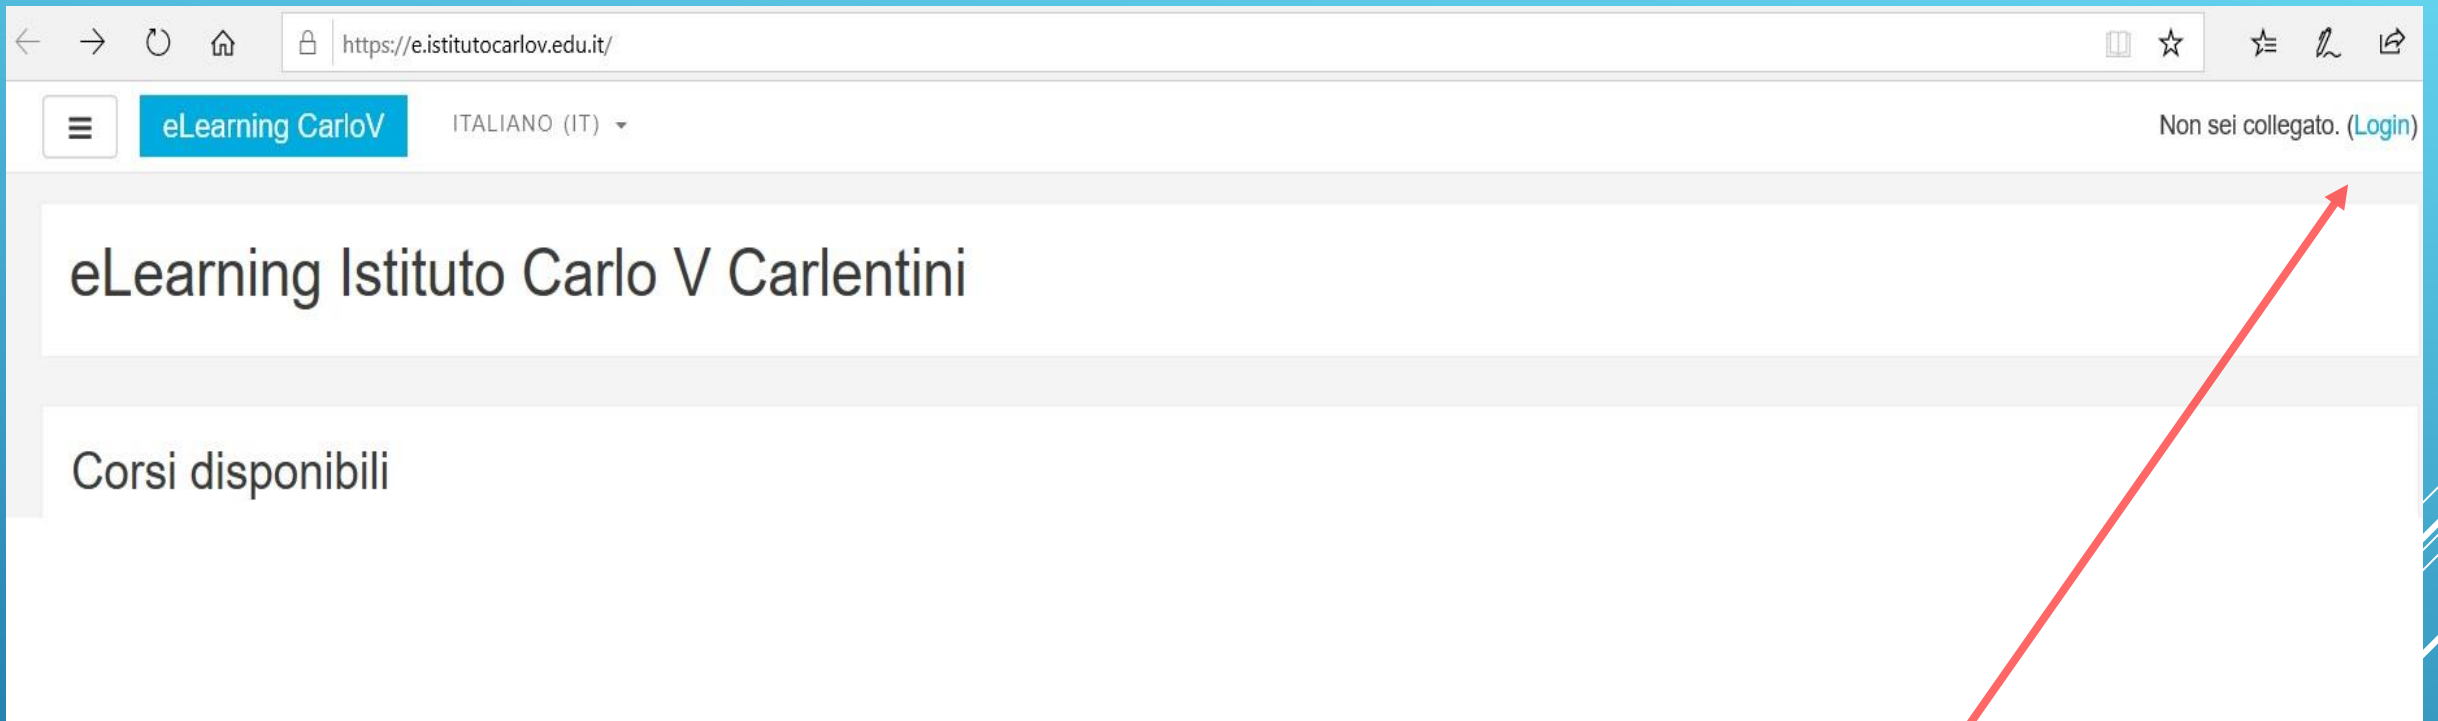 https://e.istitutocarlov.edu.it/
eLearning CarloV
ITALIANO (IT)
Non sei collegato. (Login)
eLearning Istituto Carlo V Carlentini
Corsi disponibili